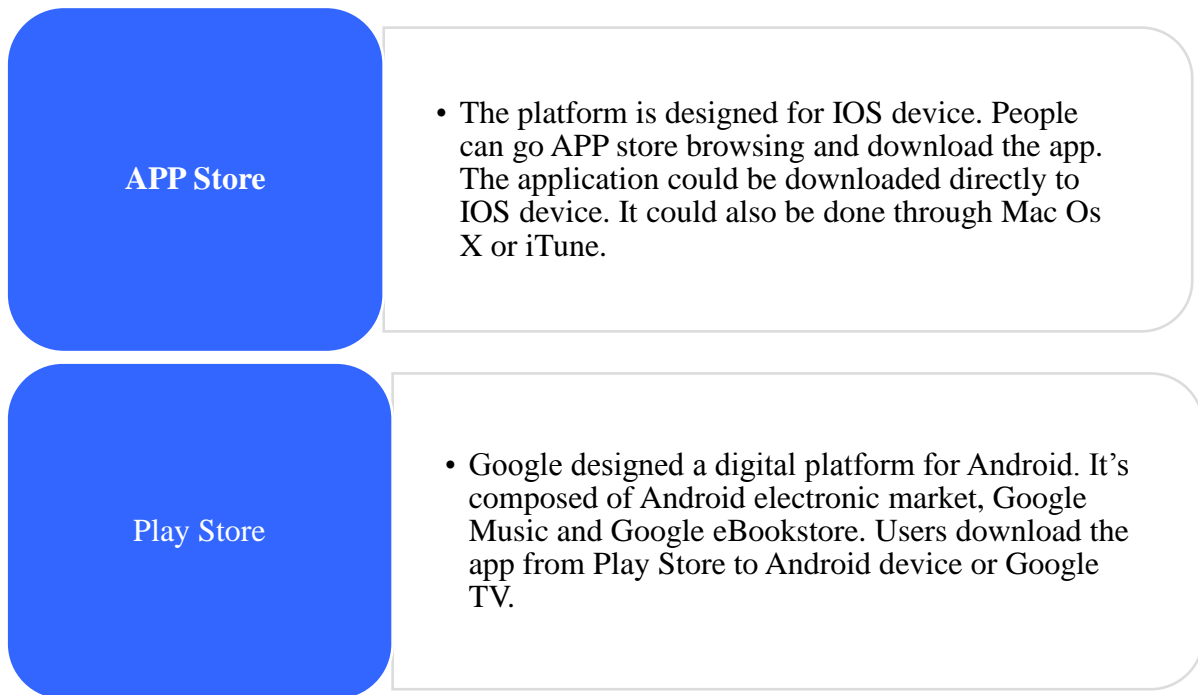 APP Store
• The platform is designed for IOS device. People
can go APP store browsing and download the app.
The application could be downloaded directly to
IOS device. It could also be done through Mac Os
X or iTune.
Play Store
• Google designed a digital platform for Android. It’s
composed of Android electronic market, Google
Music and Google eBookstore. Users download the
app from Play Store to Android device or Google
TV.